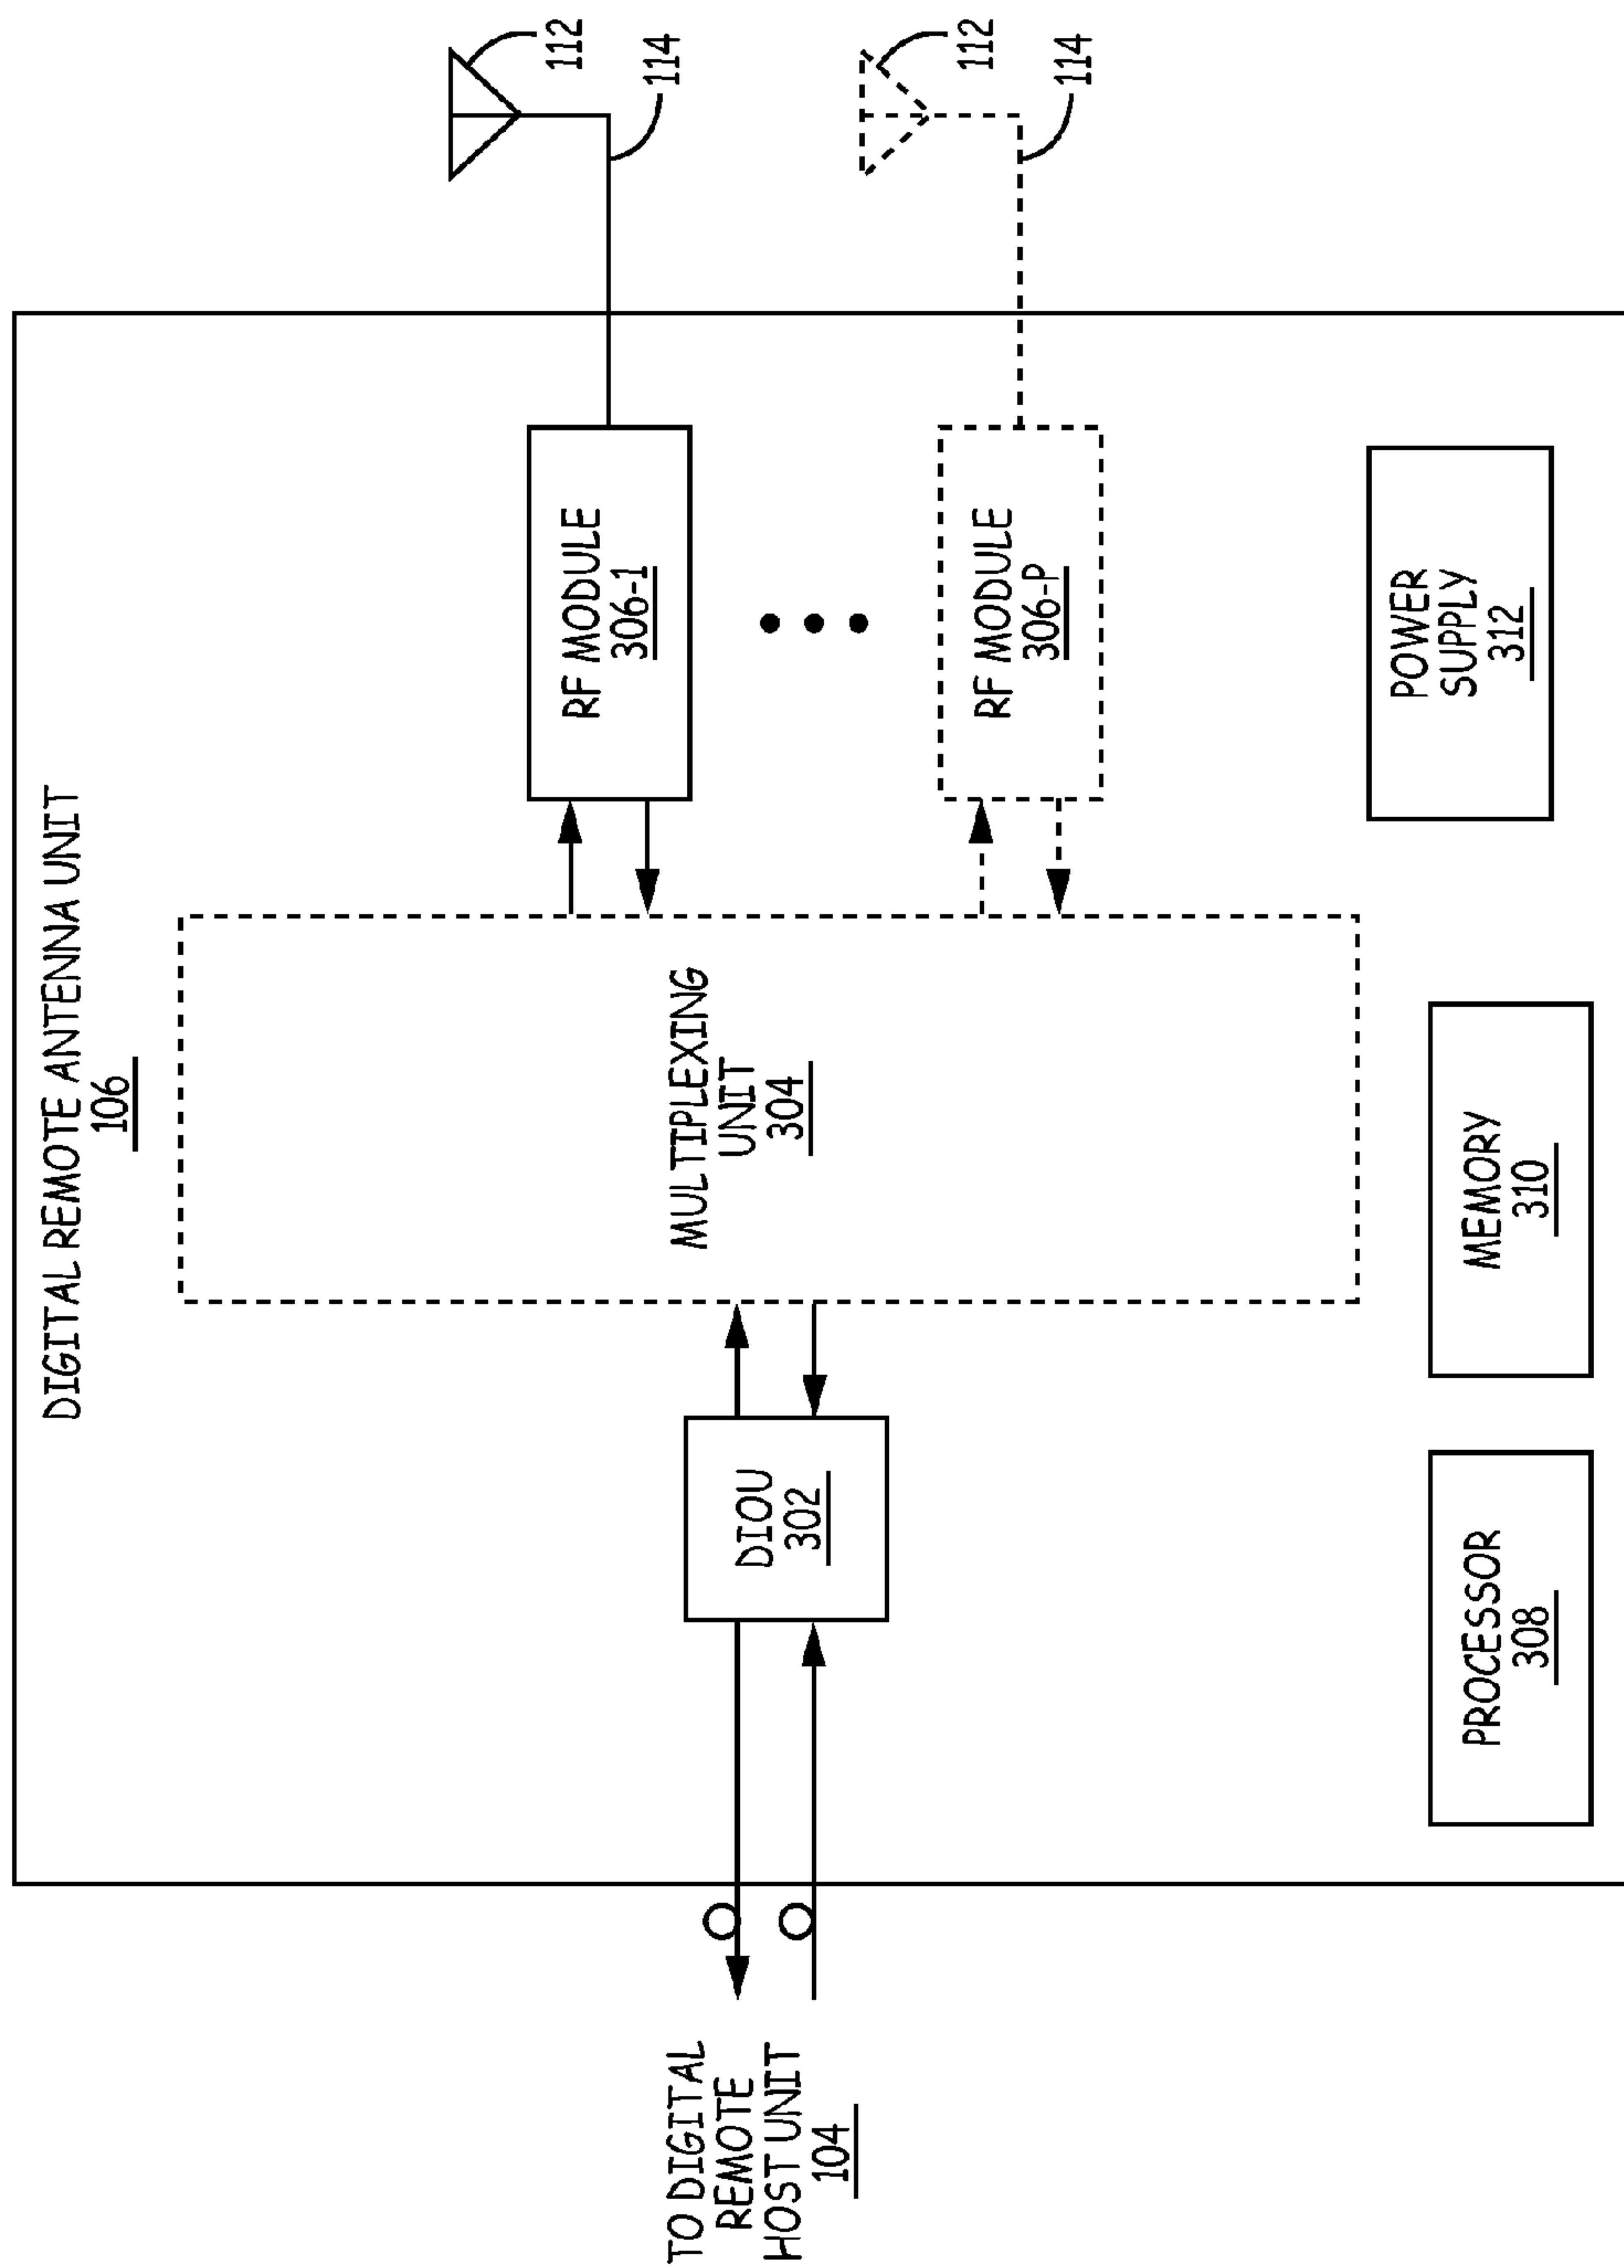 DIGITAL REMOTE ANTENNA UNIT
106
112
114
RF MODULE
306-1
112
114
RF MODULE
306-P
MULTIPLEXING
UNIT
304
DIOU
302
TO DIGITAL
REMOTE
HOST UNIT
104
PROCESSOR
308
MEMORY
310
POWER
SUPPLY
312